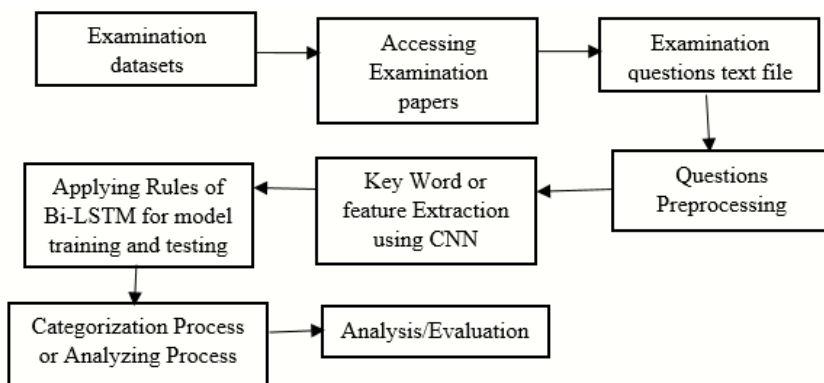 Examination
datasets
Accessing
Examination
papers
Examination
questions text file
Questions
Preprocessing
Key Word or
feature Extraction
using CNN
Applying Rules of
Bi-LSTM for model
training and testing
Categorization Process
or Analyzing Process
Analysis/Evaluation